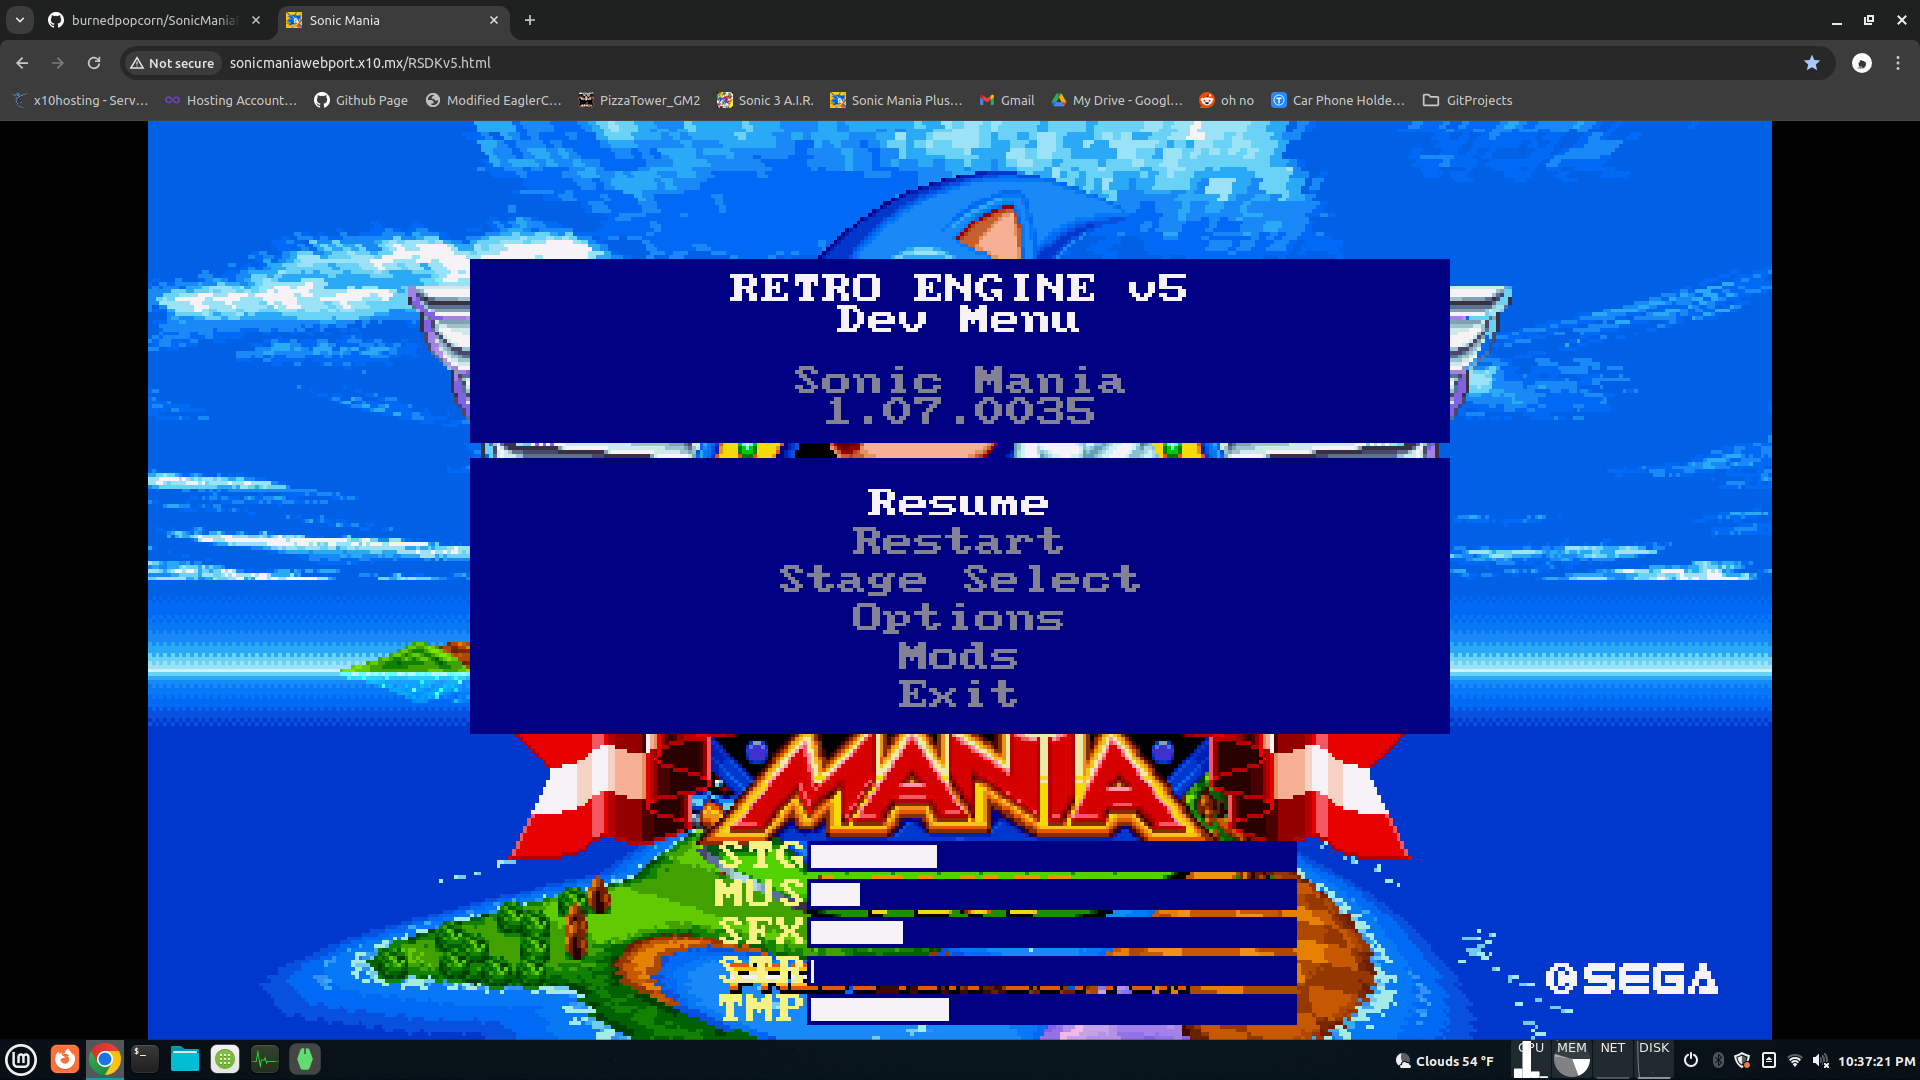 burnedpopcorn/SonicMania
Sonic Mania
Not secure
sonicmaniawebport.x10.mx/RSDKv5.html
x10hosting - Serv…
Hosting Account…
Github Page
Modified EaglerC…
PizzaTower_GM2
Sonic 3 A.I.R.
Sonic Mania Plus…
Gmail
My Drive - Googl…
oh no
Car Phone Holde…
GitProjects
RETRO ENGINE v5
Dev Menu
Sonic Mania
1.07.0035
Resume
Restart
Stage Select
Options
Mods
Exit
MANIA
STG
MUS
SFX
STR
TMP
©SEGA
Clouds 54 °F
CPU
MEM
NET
DISK
10:37:21 PM